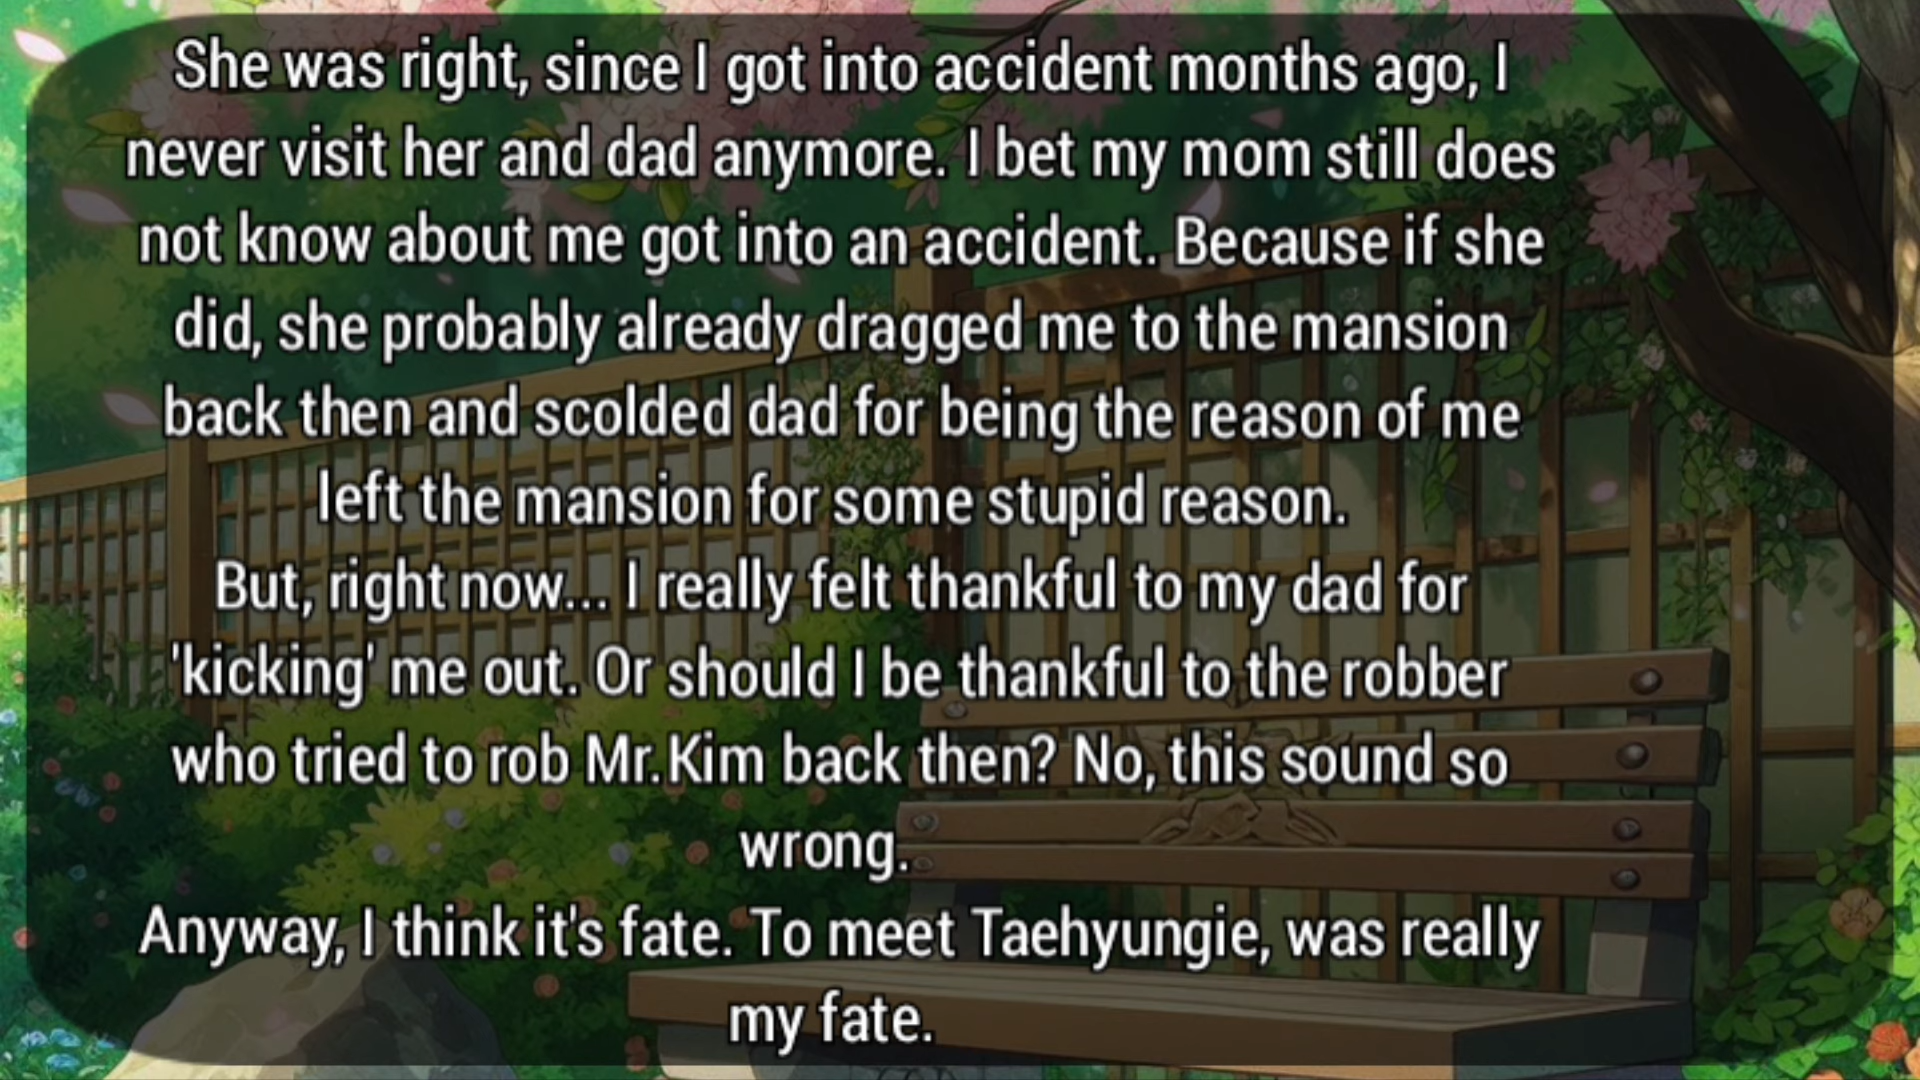 She was right, since I got into accident months ago, I
never visit her and dad anymore. I bet my mom still does
not know about me got into an accident. Because if she
did, she probably already dragged me to the mansion
back then and scolded dad for being the reason of me
left the mansion for some stupid reason.
But, right now... I really felt thankful to my dad for
'kicking' me out. Or should I be thankful to the robber
who tried to rob Mr.Kim back then? No, this sound so
wrong.
Anyway, I think it's fate. To meet Taehyungie, was really
my fate.